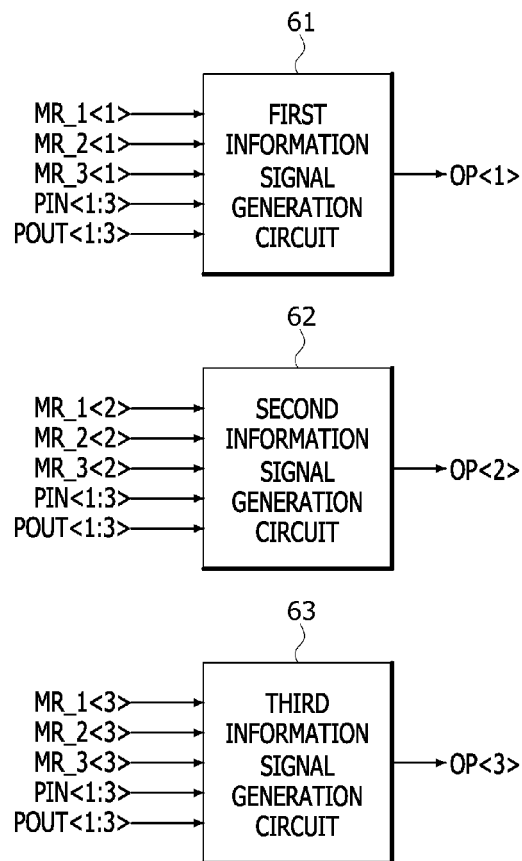 61
MR_1<1>
MR_2<1>
MR_3<1>
PIN<1:3>
POUT<1:3>
FIRST
INFORMATION
SIGNAL
GENERATION
CIRCUIT
OP<1>
62
MR_1<2>
MR_2<2>
MR_3<2>
PIN<1:3>
POUT<1:3>
SECOND
INFORMATION
SIGNAL
GENERATION
CIRCUIT
OP<2>
63
MR_1<3>
MR_2<3>
MR_3<3>
PIN<1:3>
POUT<1:3>
THIRD
INFORMATION
SIGNAL
GENERATION
CIRCUIT
OP<3>